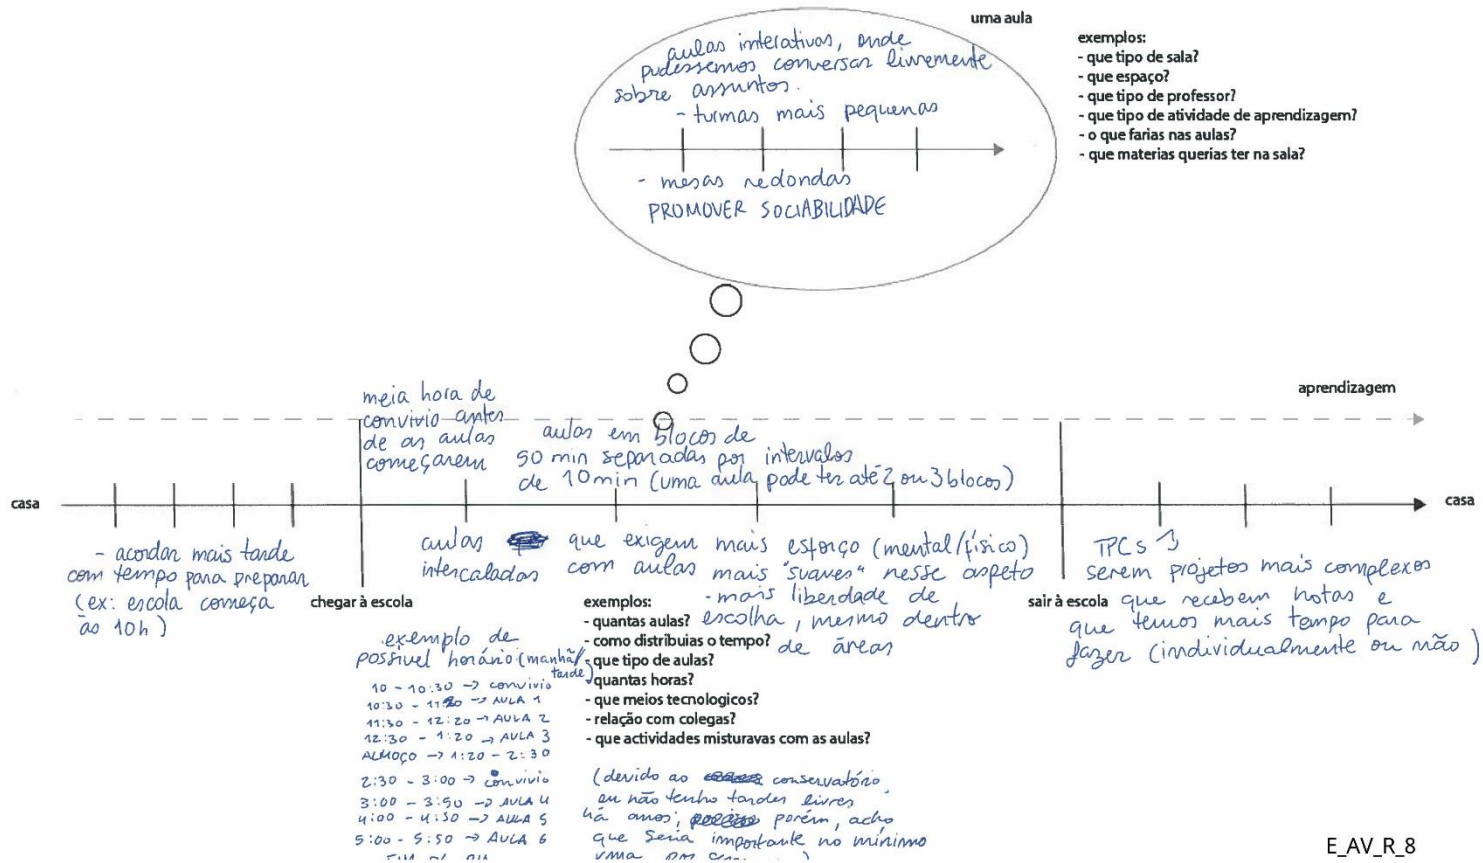 uma aula
aulas interativas, onde
pudéssemos conversar livremente
sobre assuntos.
- turmas mais pequenas
- mesas redondas
PROMOVER SOCIABILIDADE
exemplos:
- que tipo de sala?
- que espaço?
- que tipo de professor?
- que tipo de atividade de aprendizagem?
- o que farias nas aulas?
- que materias querias ter na sala?
aprendizagem
meia hora de
convivio antes
de as aulas
começarem
aulas em blocos de
50 min separadas por intervalos
de 10 min (uma aula pode ter até 2 ou 3 blocos)
casa
casa
- acordar mais tarde
com tempo para preparar
(ex: escola começa
às 10h)
chegar à escola
aulas que exigem mais esforço (mental/físico)
intercaladas com aulas mais "suaves" nesse aspeto
- mais liberdade de
escolha, mesmo dentro
de áreas
exemplos:
- quantas aulas?
- como distribuias o tempo?
- que tipo de aulas?
- quantas horas?
- que meios tecnologicos?
- relação com colegas?
- que actividades misturavas com as aulas?
sair à escola
TPCs
serem projetos mais complexos
que recebem notas e
que temos mais tempo para
fazer (individualmente ou não)
exemplo de
possível horário (manhã/
tarde)
10 - 10:30 → convivio
10:30 - 11:20 → AULA 1
11:30 - 12:20 → AULA 2
12:30 - 1:20 → AULA 3
ALMOÇO → 1:20 - 2:30
2:30 - 3:00 → convivio
3:00 - 3:50 → AULA 4
4:00 - 4:50 → AULA 5
5:00 - 5:50 → AULA 6
(devido ao conservatório,
eu não tenho tardes livres
há anos, porém, acho
que seria importante no mínimo
uma por
E_AV_R_8